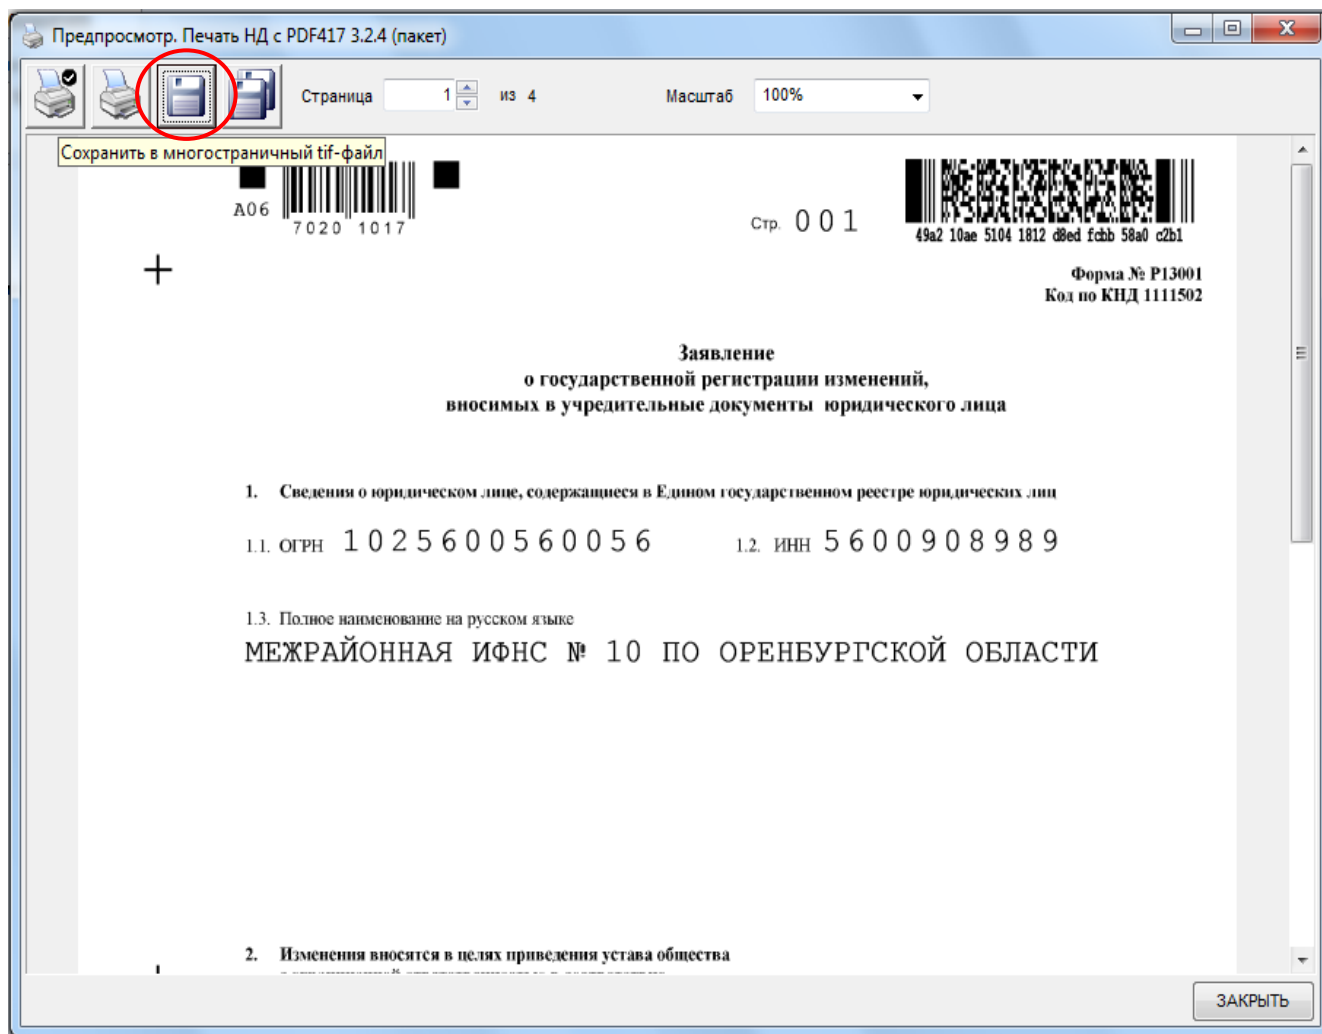 Предпросмотр. Печать НД с PDF417 3.2.4 (пакет)
Страница 1 из 4 Масштаб 100%
Сохранить в многостраничный tif-файл
A06
7020 1017
Стр. 001
49a2 10ae 5104 1812 d8ed fcbb 58a0 c2b1
Форма № Р13001
Код по КНД 1111502
Заявление
о государственной регистрации изменений,
вносимых в учредительные документы юридического лица
1. Сведения о юридическом лице, содержащиеся в Едином государственном реестре юридических лиц
1.1. ОГРН 1025600560056 1.2. ИНН 5600908989
1.3. Полное наименование на русском языке
МЕЖРАЙОННАЯ ИФНС № 10 ПО ОРЕНБУРГСКОЙ ОБЛАСТИ
2. Изменения вносятся в целях приведения устава общества
ЗАКРЫТЬ